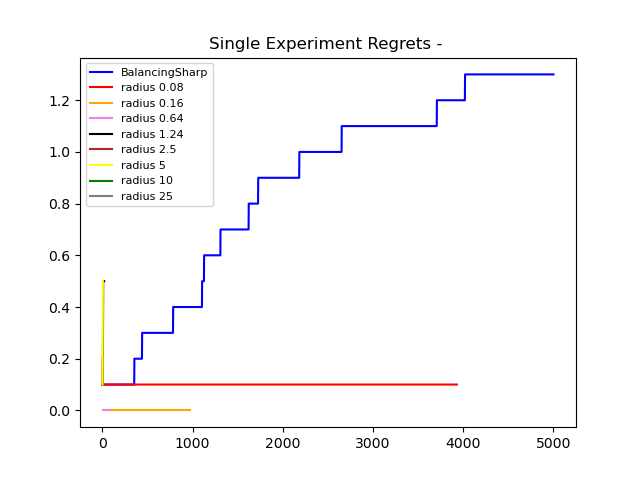 Single Experiment Regrets -
BalancingSharp
radius 0.08
radius 0.16
radius 0.64
radius 1.24
radius 2.5
radius 5
radius 10
radius 25
1.2
1.0
0.8
0.6
0.4
0.2
0.0
0 1000 2000 3000 4000 5000